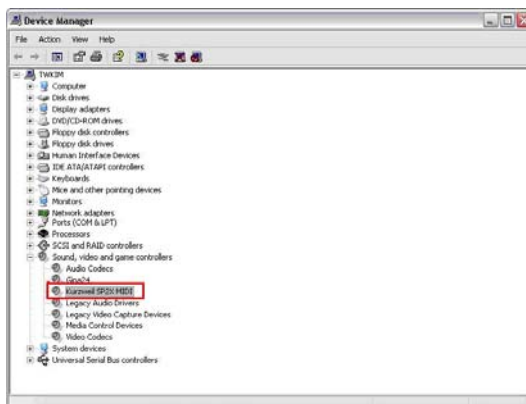 Device Manager
File Action View Help
TWKIM
Computer
Disk drives
Display adapters
DVD/CD-ROM drives
Floppy disk controllers
Floppy disk drives
Human Interface Devices
IDE ATA/ATAPI controllers
Keyboards
Mice and other pointing devices
Monitors
Network adapters
Ports (COM & LPT)
Processors
SCSI and RAID controllers
Sound, video and game controllers
Audio Codecs
Gina24
Kurzweil SP2X MIDI
Legacy Audio Drivers
Legacy Video Capture Devices
Media Control Devices
Video Codecs
System devices
Universal Serial Bus controllers